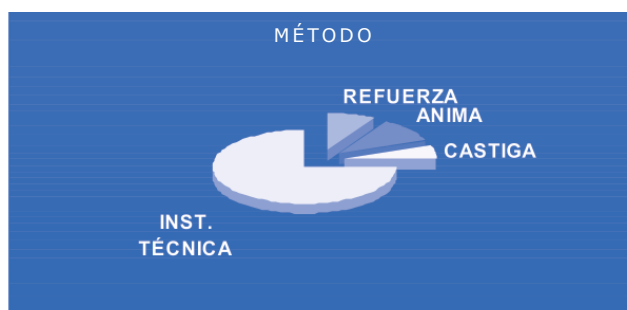 MÉTODO
REFUERZA
ANIMA
CASTIGA
INST.
TÉCNICA